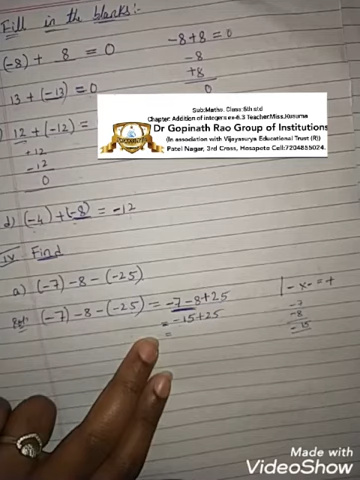 Fill in the blanks:-
(-8) + 8 = 0
-8+8=0
-8
+8
0
13 + (-13) = 0
) 12 + (-12) =
-12
0
Sub:Maths, Class:6th std
Chapter: Addition of integers ex-6.3 Teacher:Miss.Kusuma
Dr Gopinath Rao Group of Institutions
(In association with Vijayasurya Educational Trust (R))
Patel Nagar, 3rd Cross, Hosapete Cell:7204855024.
d) (-4) + (-8) = -12
iv Find
a) (-7) -8 - (-25)
(-7) -8 - (-25) = -7 -8 +25
= -15+25
=
- x - = +
-7
-8
-15
Made with
VideoShow